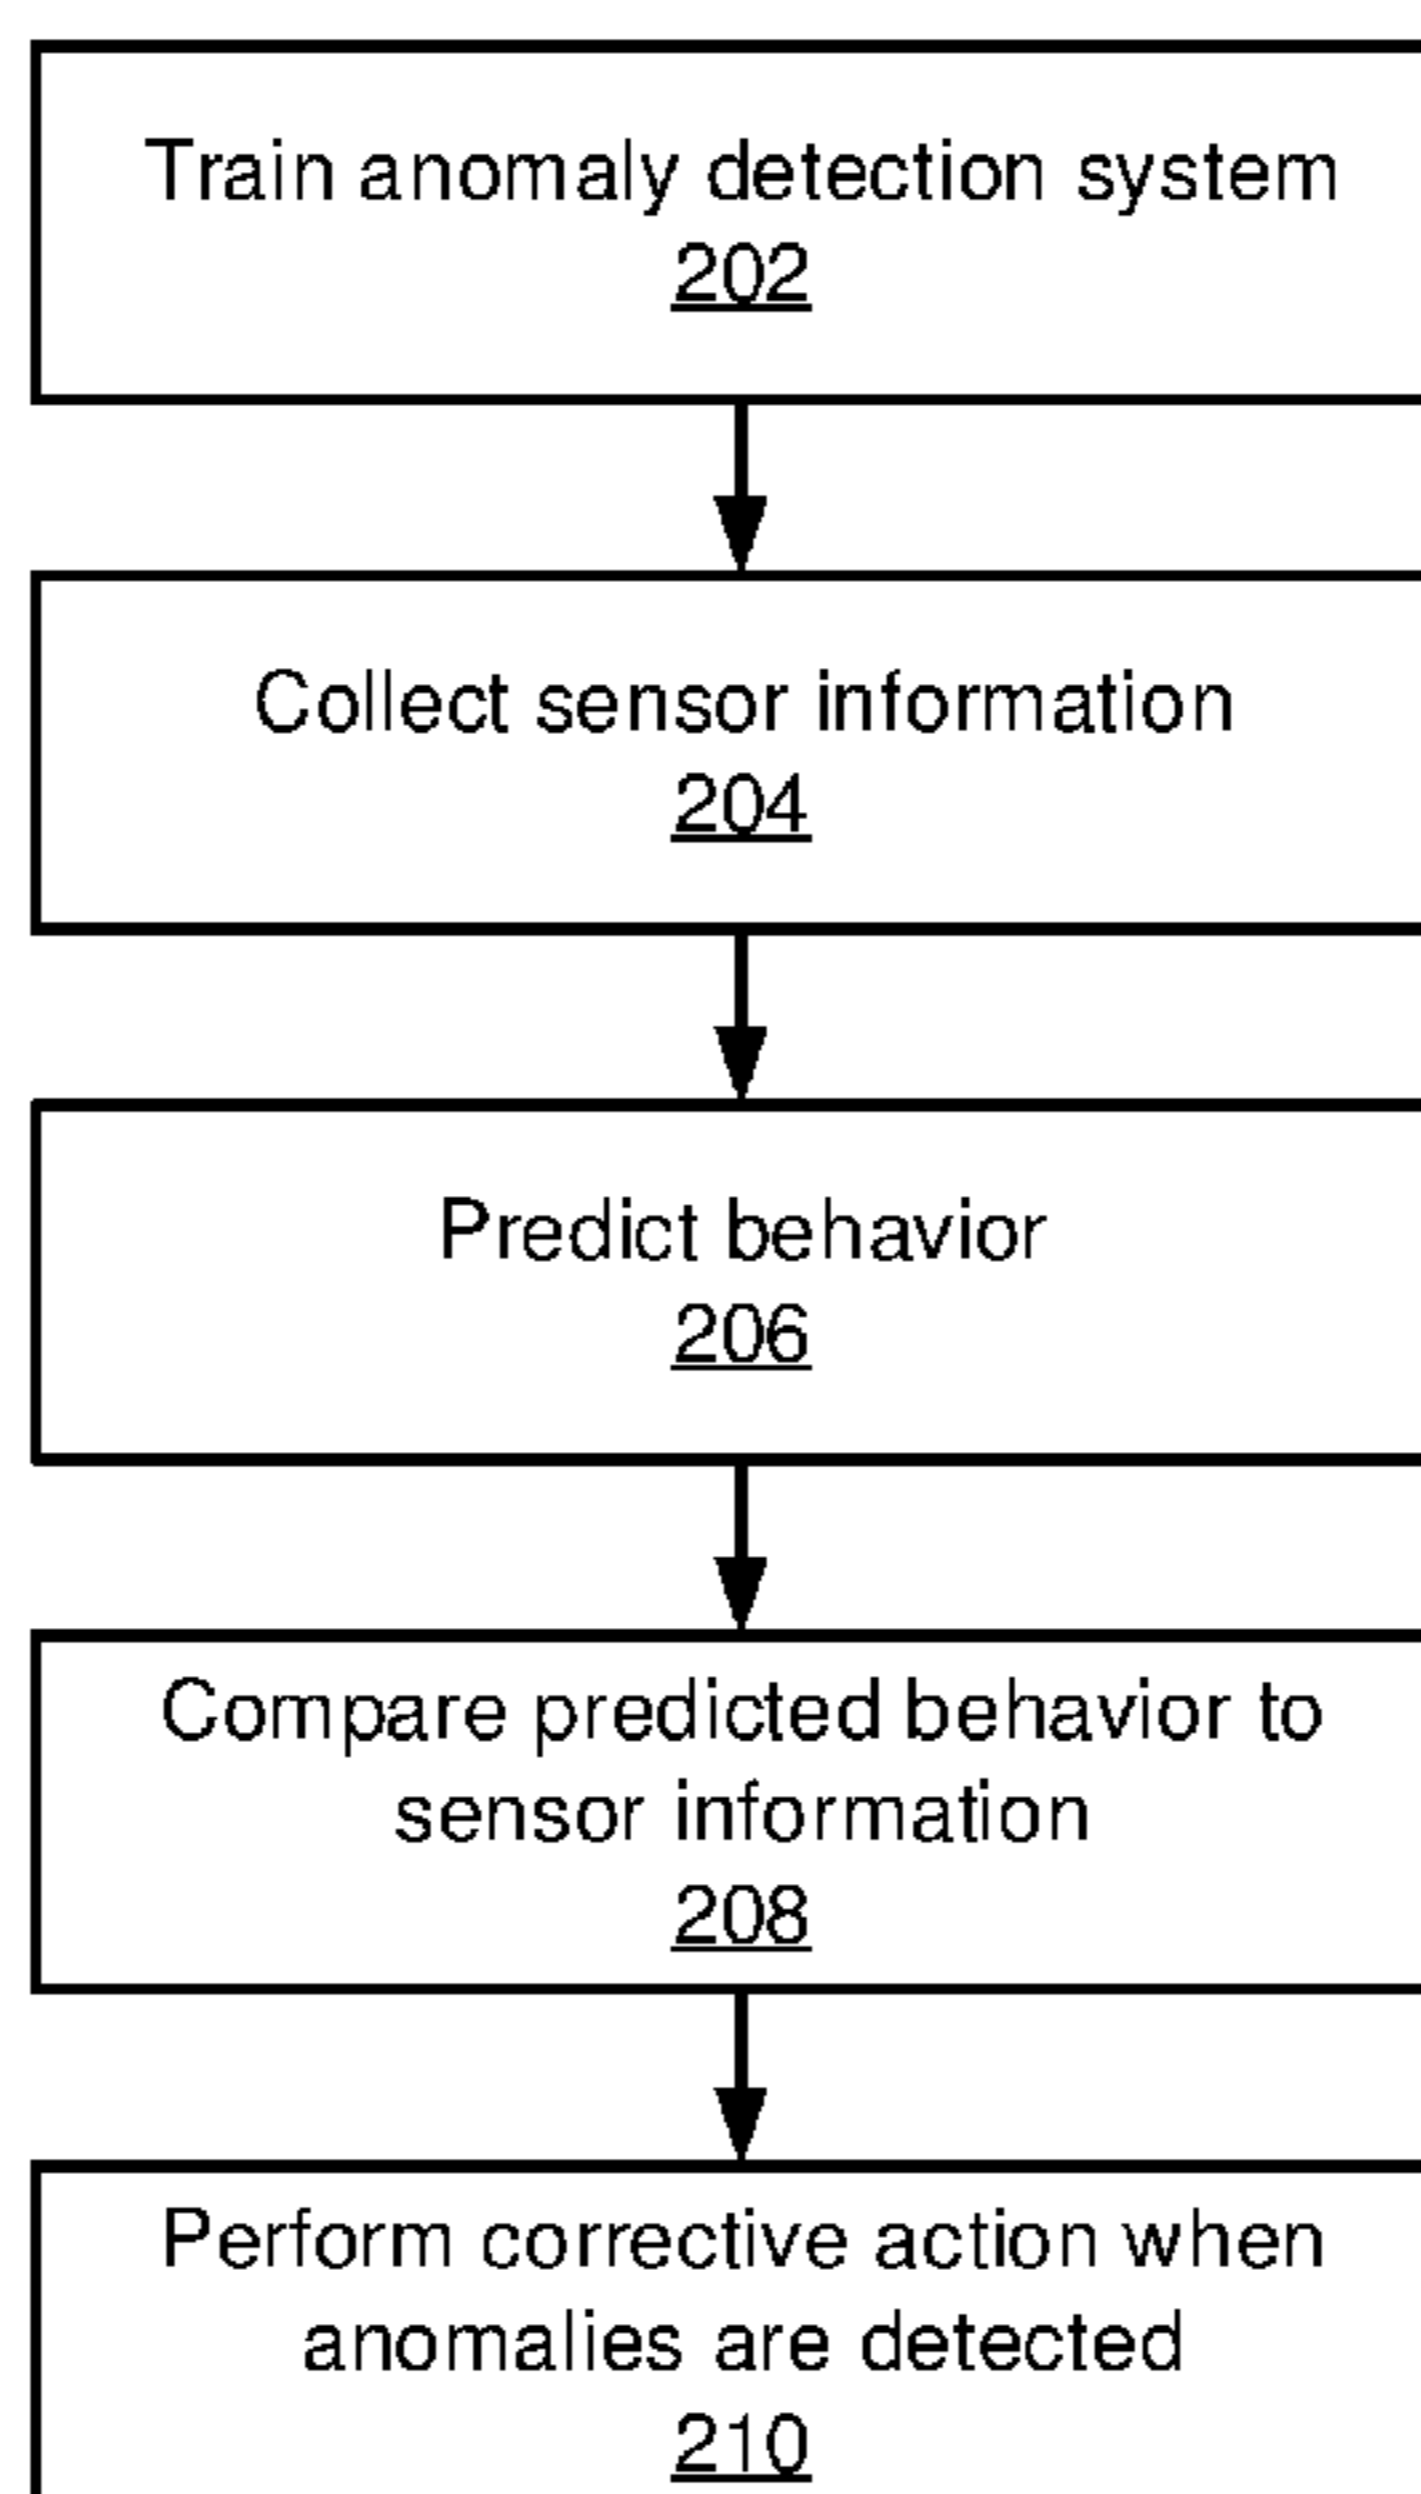 Train anomaly detection system
202
Collect sensor information
204
Predict behavior
206
Compare predicted behavior to
sensor information
208
Perform corrective action when
anomalies are detected
210